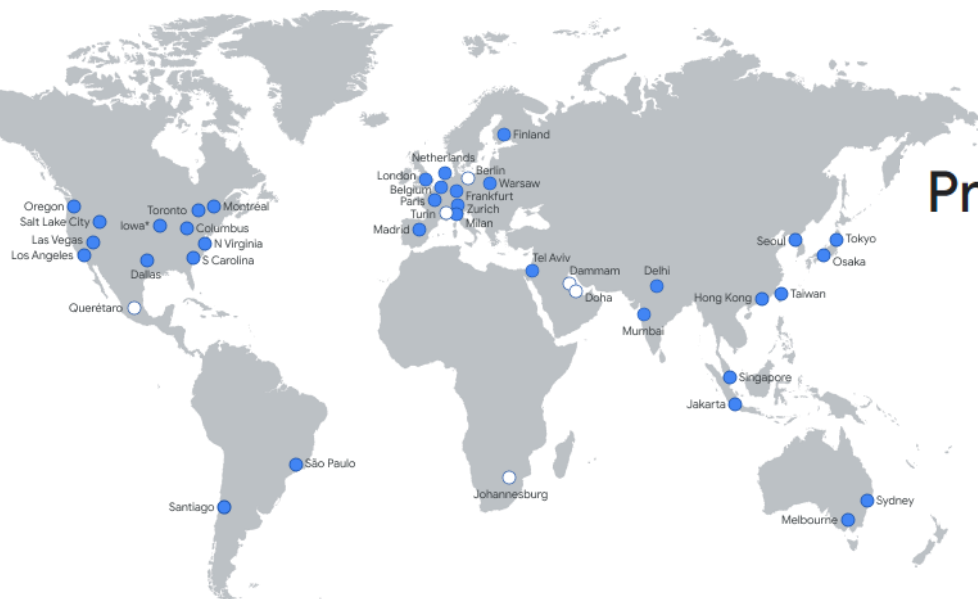 Finland
Netherlands
Berlin
London
Warsaw
Belgium
Frankfurt
Paris
Zurich
Turin
Milan
Madrid
Oregon
Toronto
Montréal
Salt Lake City
Iowa*
Columbus
Las Vegas
N Virginia
Los Angeles
S Carolina
Dallas
Querétaro
Pr
Seoul
Tokyo
Osaka
Tel Aviv
Dammam
Delhi
Doha
Hong Kong
Taiwan
Mumbai
Singapore
Jakarta
São Paulo
Johannesburg
Santiago
Sydney
Melbourne